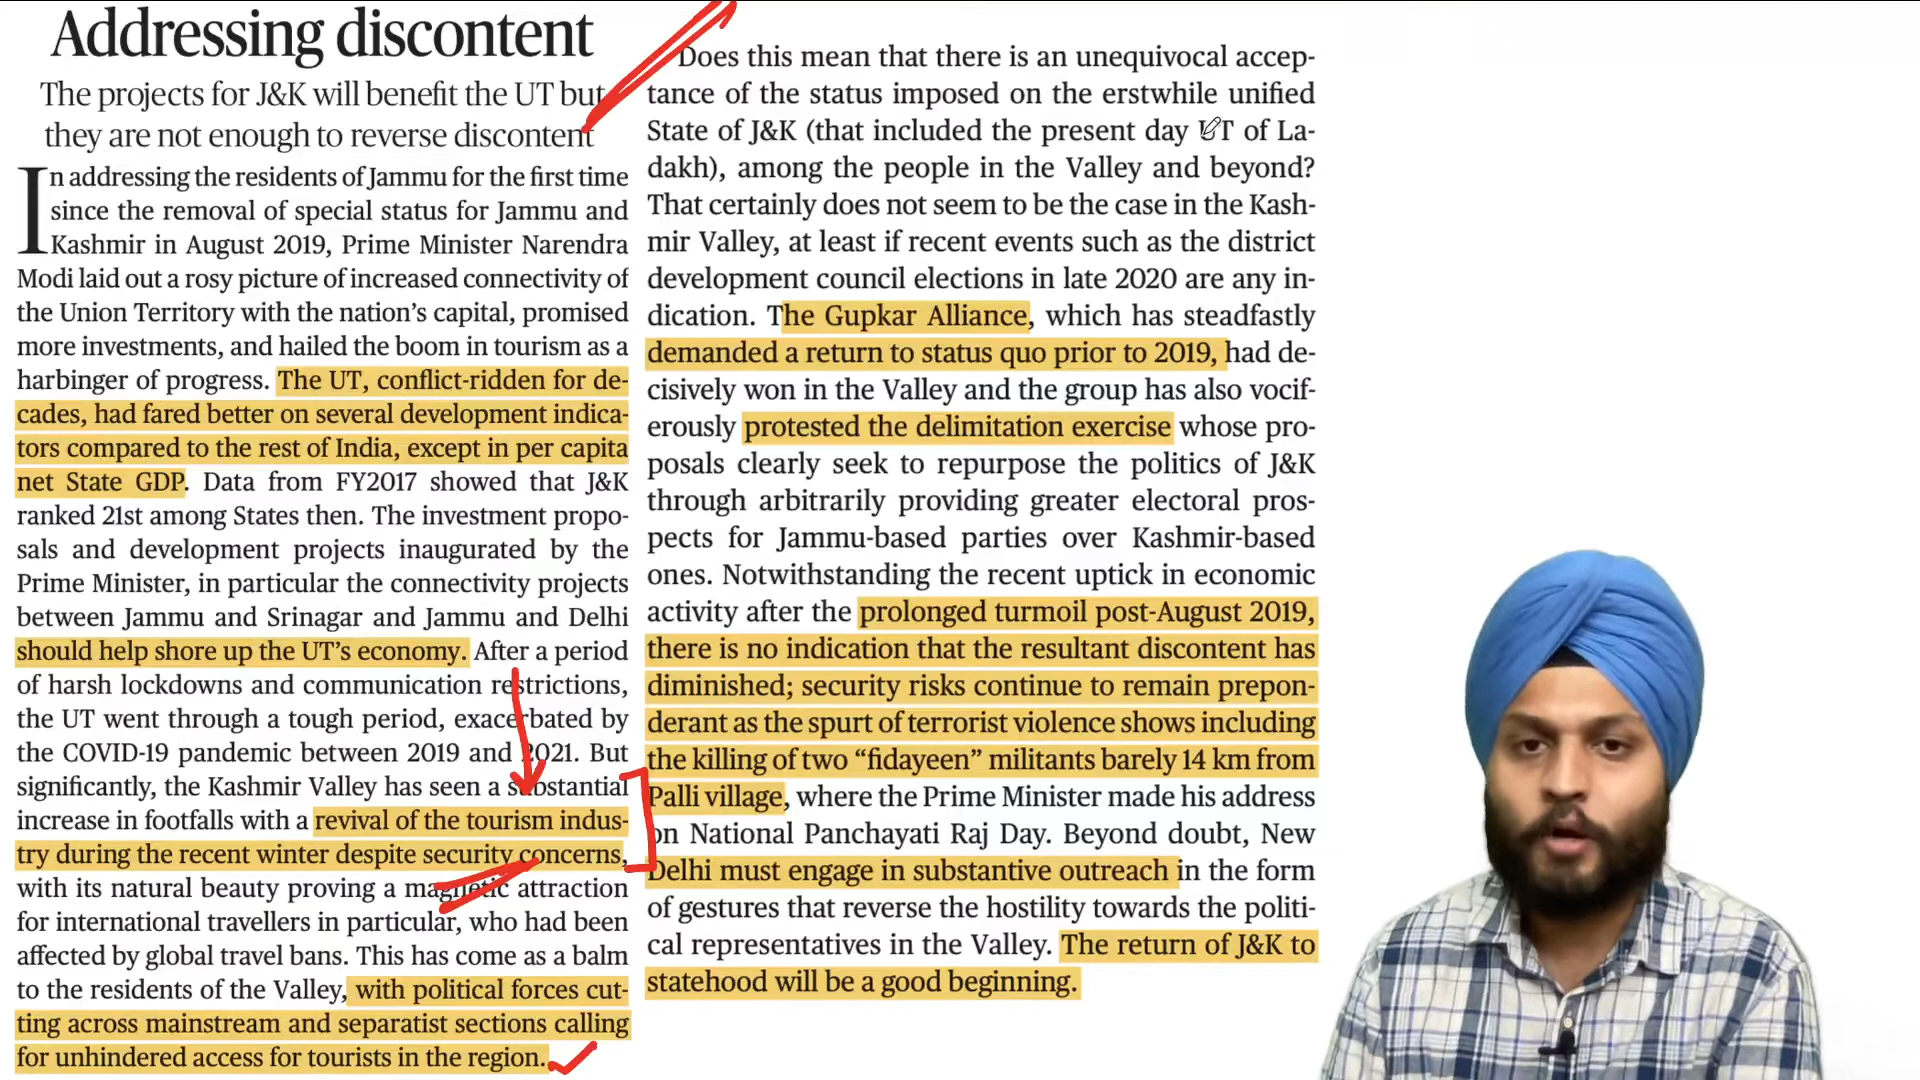 Addressing discontent
The projects for J&K will benefit the UT but
they are not enough to reverse discontent
In addressing the residents of Jammu for the first time
since the removal of special status for Jammu and
Kashmir in August 2019, Prime Minister Narendra
Modi laid out a rosy picture of increased connectivity of
the Union Territory with the nation's capital, promised
more investments, and hailed the boom in tourism as a
harbinger of progress. The UT, conflict-ridden for de-
cades, had fared better on several development indica-
tors compared to the rest of India, except in per capita
net State GDP. Data from FY2017 showed that J&K
ranked 21st among States then. The investment propo-
sals and development projects inaugurated by the
Prime Minister, in particular the connectivity projects
between Jammu and Srinagar and Jammu and Delhi
should help shore up the UT's economy. After a period
of harsh lockdowns and communication restrictions,
the UT went through a tough period, exacerbated by
the COVID-19 pandemic between 2019 and 2021. But
significantly, the Kashmir Valley has seen a substantial
increase in footfalls with a revival of the tourism indus-
try during the recent winter despite security concerns,
with its natural beauty proving a magnetic attraction
for international travellers in particular, who had been
affected by global travel bans. This has come as a balm
to the residents of the Valley, with political forces cut-
ting across mainstream and separatist sections calling
for unhindered access for tourists in the region.
Does this mean that there is an unequivocal accep-
tance of the status imposed on the erstwhile unified
State of J&K (that included the present day UT of La-
dakh), among the people in the Valley and beyond?
That certainly does not seem to be the case in the Kash-
mir Valley, at least if recent events such as the district
development council elections in late 2020 are any in-
dication. The Gupkar Alliance, which has steadfastly
demanded a return to status quo prior to 2019, had de-
cisively won in the Valley and the group has also vocif-
erously protested the delimitation exercise whose pro-
posals clearly seek to repurpose the politics of J&K
through arbitrarily providing greater electoral pros-
pects for Jammu-based parties over Kashmir-based
ones. Notwithstanding the recent uptick in economic
activity after the prolonged turmoil post-August 2019,
there is no indication that the resultant discontent has
diminished; security risks continue to remain prepon-
derant as the spurt of terrorist violence shows including
the killing of two "fidayeen" militants barely 14 km from
Palli village, where the Prime Minister made his address
on National Panchayati Raj Day. Beyond doubt, New
Delhi must engage in substantive outreach in the form
of gestures that reverse the hostility towards the politi-
cal representatives in the Valley. The return of J&K to
statehood will be a good beginning.